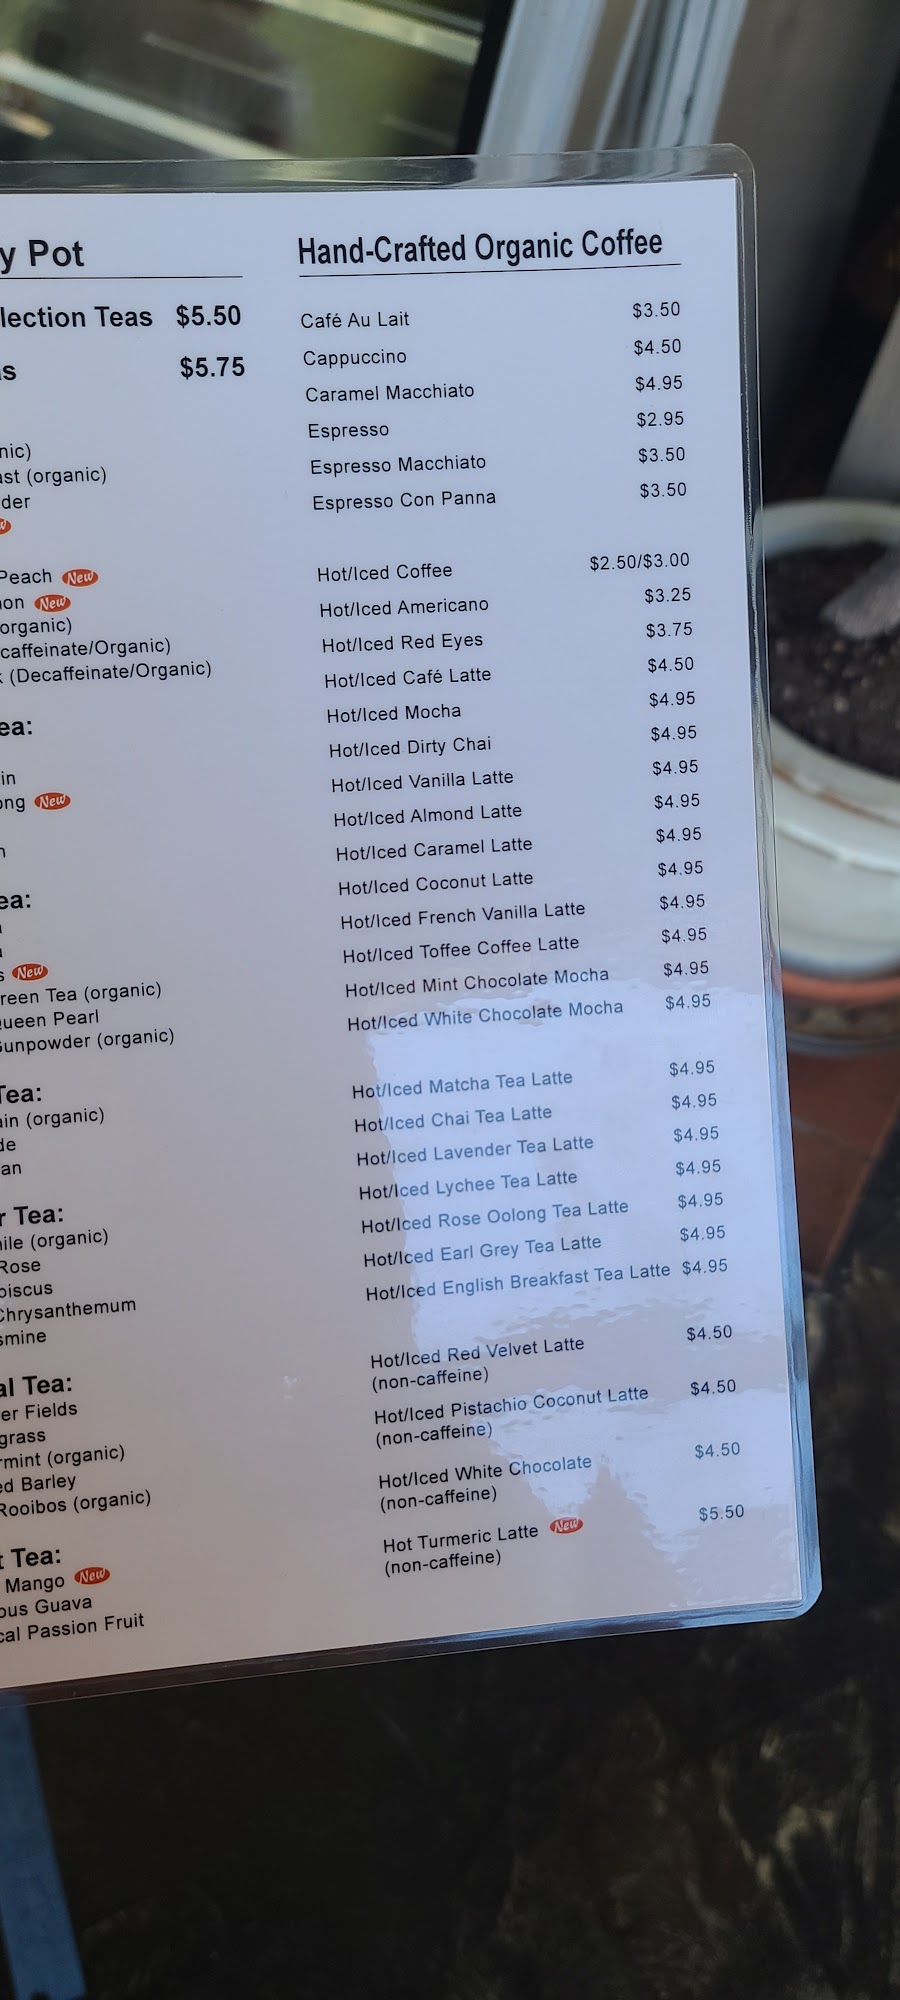 y Pot
lection Teas $5.50
$5.75
nic)
ast (organic)
der
Peach New
on New
organic)
caffeinate/Organic)
(Decaffeinate/Organic)
ea:
in
ong New
ea:
s New
reen Tea (organic)
Queen Pearl
Gunpowder (organic)
Tea:
ain (organic)
de
an
r Tea:
ile (organic)
Rose
biscus
Chrysanthemum
smine
al Tea:
er Fields
grass
rmint (organic)
ed Barley
Rooibos (organic)
t Tea:
Mango New
ous Guava
cal Passion Fruit
Hand-Crafted Organic Coffee
Café Au Lait $3.50
Cappuccino $4.50
Caramel Macchiato $4.95
Espresso $2.95
Espresso Macchiato $3.50
Espresso Con Panna $3.50
Hot/Iced Coffee $2.50/$3.00
Hot/Iced Americano $3.25
Hot/Iced Red Eyes $3.75
Hot/Iced Café Latte $4.50
Hot/Iced Mocha $4.95
Hot/Iced Dirty Chai $4.95
Hot/Iced Vanilla Latte $4.95
Hot/Iced Almond Latte $4.95
Hot/Iced Caramel Latte $4.95
Hot/Iced Coconut Latte $4.95
Hot/Iced French Vanilla Latte $4.95
Hot/Iced Toffee Coffee Latte $4.95
Hot/Iced Mint Chocolate Mocha $4.95
Hot/Iced White Chocolate Mocha $4.95
Hot/Iced Matcha Tea Latte $4.95
Hot/Iced Chai Tea Latte $4.95
Hot/Iced Lavender Tea Latte $4.95
Hot/Iced Lychee Tea Latte $4.95
Hot/Iced Rose Oolong Tea Latte $4.95
Hot/Iced Earl Grey Tea Latte $4.95
Hot/Iced English Breakfast Tea Latte $4.95
Hot/Iced Red Velvet Latte $4.50
(non-caffeine)
Hot/Iced Pistachio Coconut Latte $4.50
(non-caffeine)
Hot/Iced White Chocolate $4.50
(non-caffeine)
Hot Turmeric Latte New $5.50
(non-caffeine)